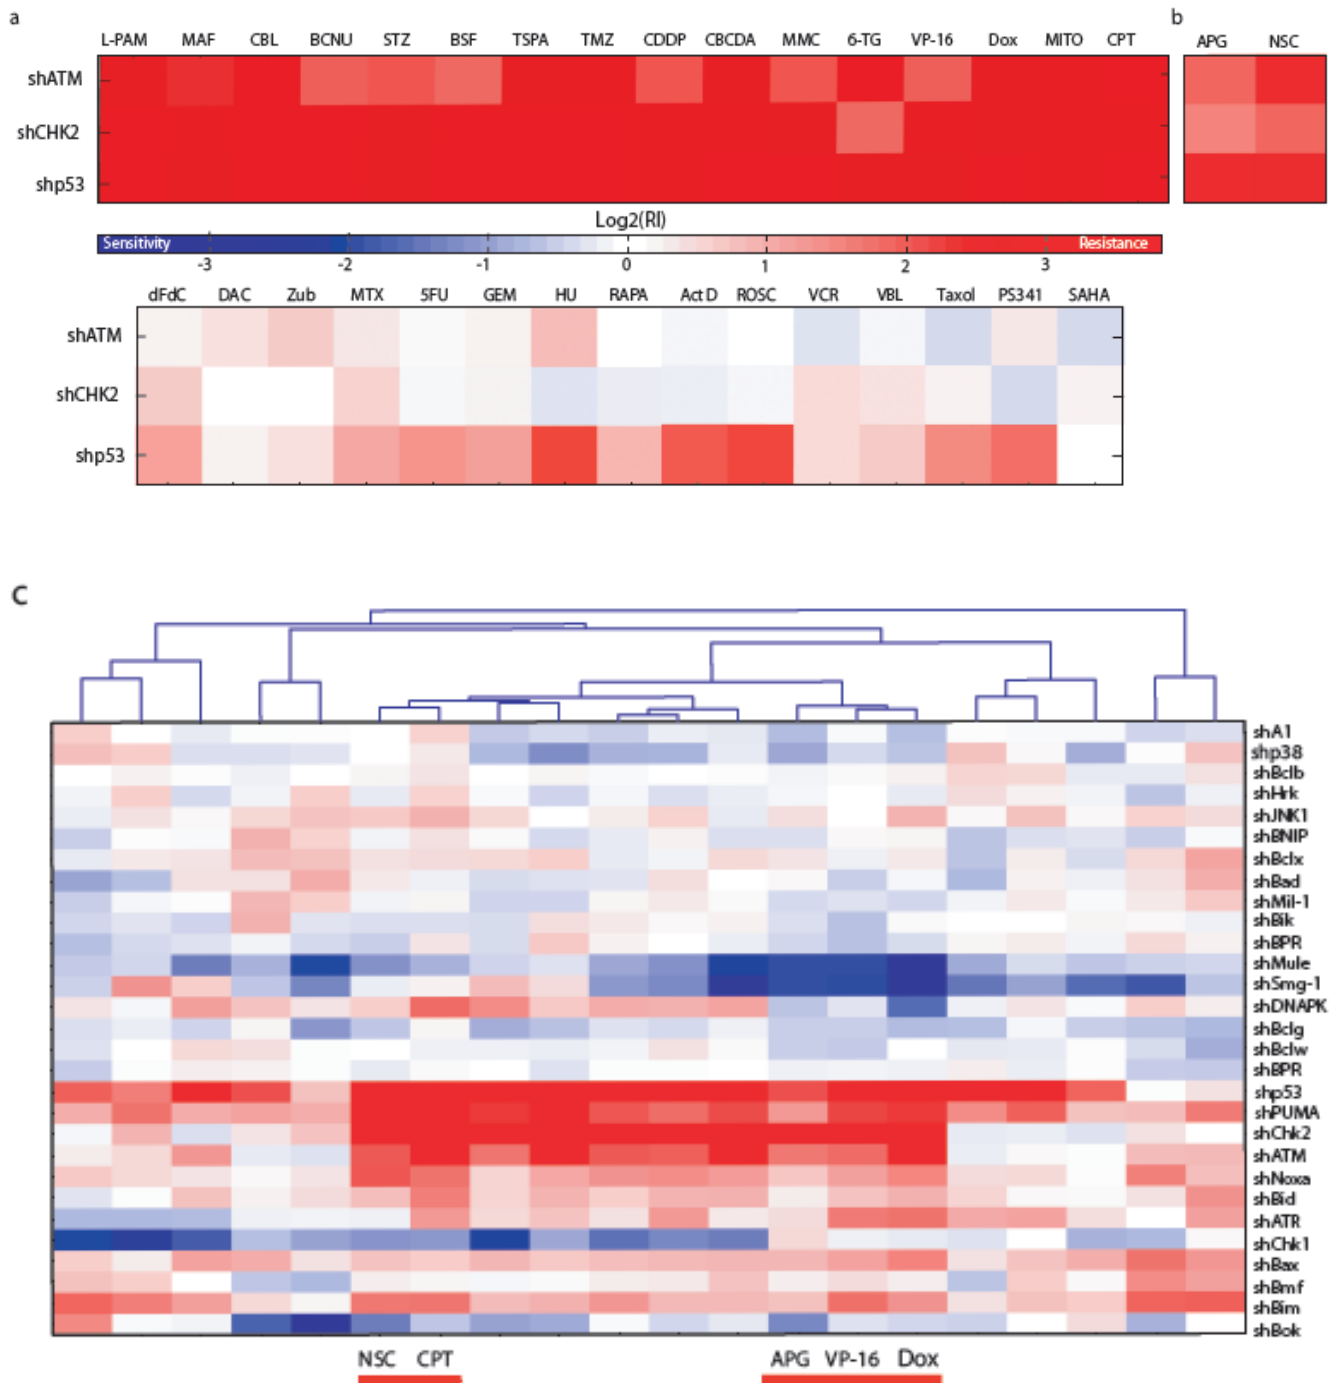 a
b
L-PAM MAF CBL BCNU STZ BSF TSPA TMZ CDDP CBCDA MMC 6-TG VP-16 Dox MITO CPT
APG NSC
shATM
shCHK2
shp53
Log2(RI)
Sensitivity Resistance
-3 -2 -1 0 1 2 3
dFdC DAC Zub MTX 5FU GEM HU RAPA Act D ROSC VCR VBL Taxol PS341 SAHA
shATM
shCHK2
shp53
c
shA1
shp38
shBclb
shHrk
shJNK1
shBNIP
shBclx
shBad
shMil-1
shBik
shBPR
shMule
shSmg-1
shDNAPK
shBclg
shBclw
shBPR
shp53
shPUMA
shChk2
shATM
shNoxa
shBid
shATR
shChk1
shBax
shBmf
shBim
shBok
NSC CPT APG VP-16 Dox